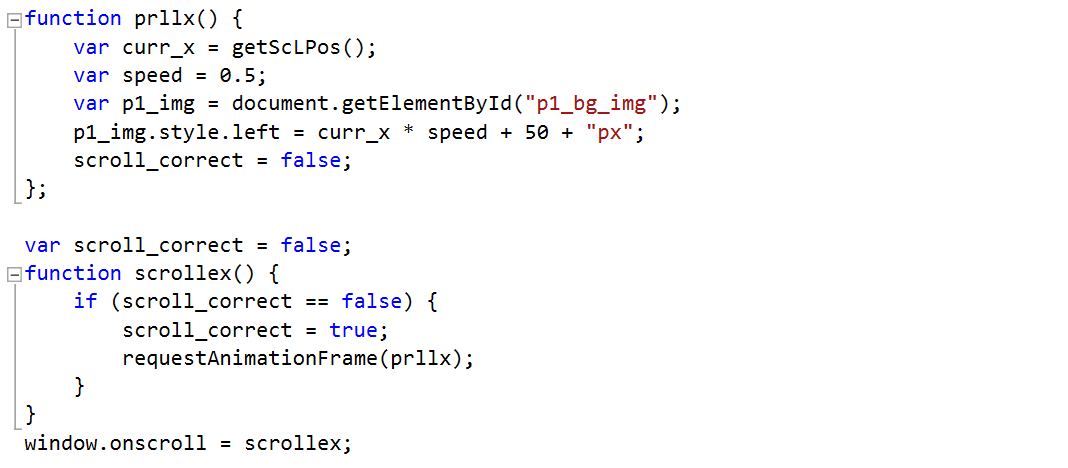 function prllx() {
    var curr_x = getScLPos();
    var speed = 0.5;
    var p1_img = document.getElementById("p1_bg_img");
    p1_img.style.left = curr_x * speed + 50 + "px";
    scroll_correct = false;
};

var scroll_correct = false;
function scrollex() {
    if (scroll_correct == false) {
        scroll_correct = true;
        requestAnimationFrame(prllx);
    }
}
window.onscroll = scrollex;